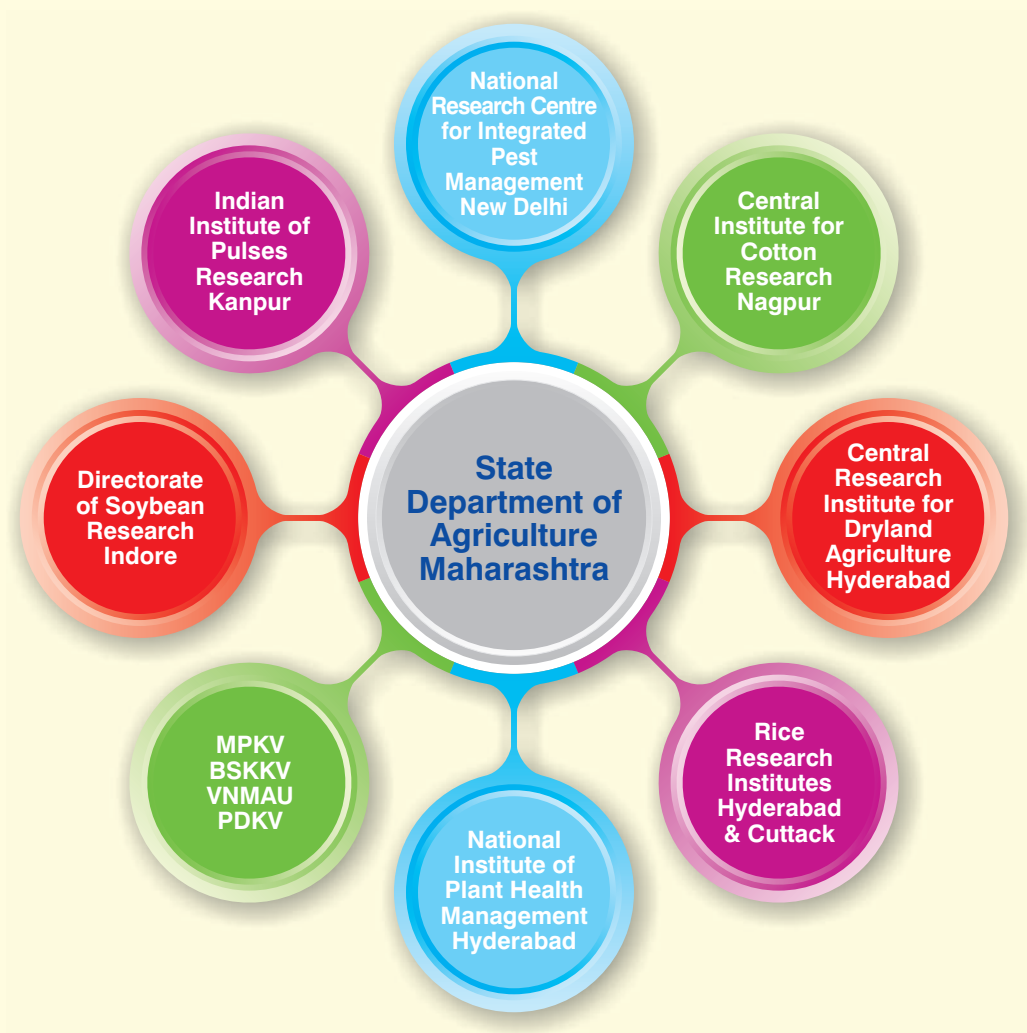 National
Research Centre
for Integrated
Pest
Management
New Delhi
Indian
Institute of
Pulses
Research
Kanpur
Central
Institute for
Cotton
Research
Nagpur
State
Department of
Agriculture
Maharashtra
Directorate
of Soybean
Research
Indore
Central
Research
Institute for
Dryland
Agriculture
Hyderabad
MPKV
BSKKV
VNMAU
PDKV
Rice
Research
Institutes
Hyderabad
& Cuttack
National
Institute of
Plant Health
Management
Hyderabad